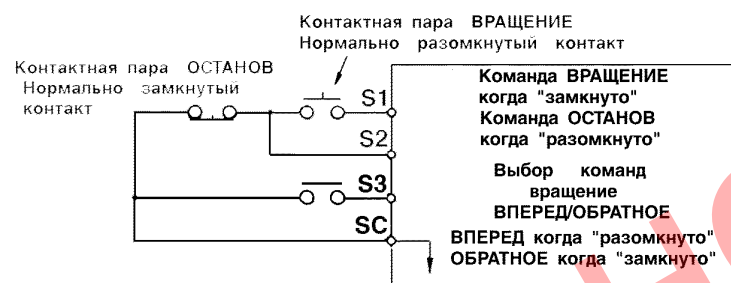 Контактная пара ВРАЩЕНИЕ
Нормально разомкнутый контакт
Контактная пара ОСТАНОВ
Нормально замкнутый
контакт
S1
S2
S3
SC
Команда ВРАЩЕНИЕ
когда "замкнуто"
Команда ОСТАНОВ
когда "разомкнуто"
Выбор команд
вращение
ВПЕРЕД/ОБРАТНОЕ
ВПЕРЕД когда "разомкнуто"
ОБРАТНОЕ когда "замкнуто"